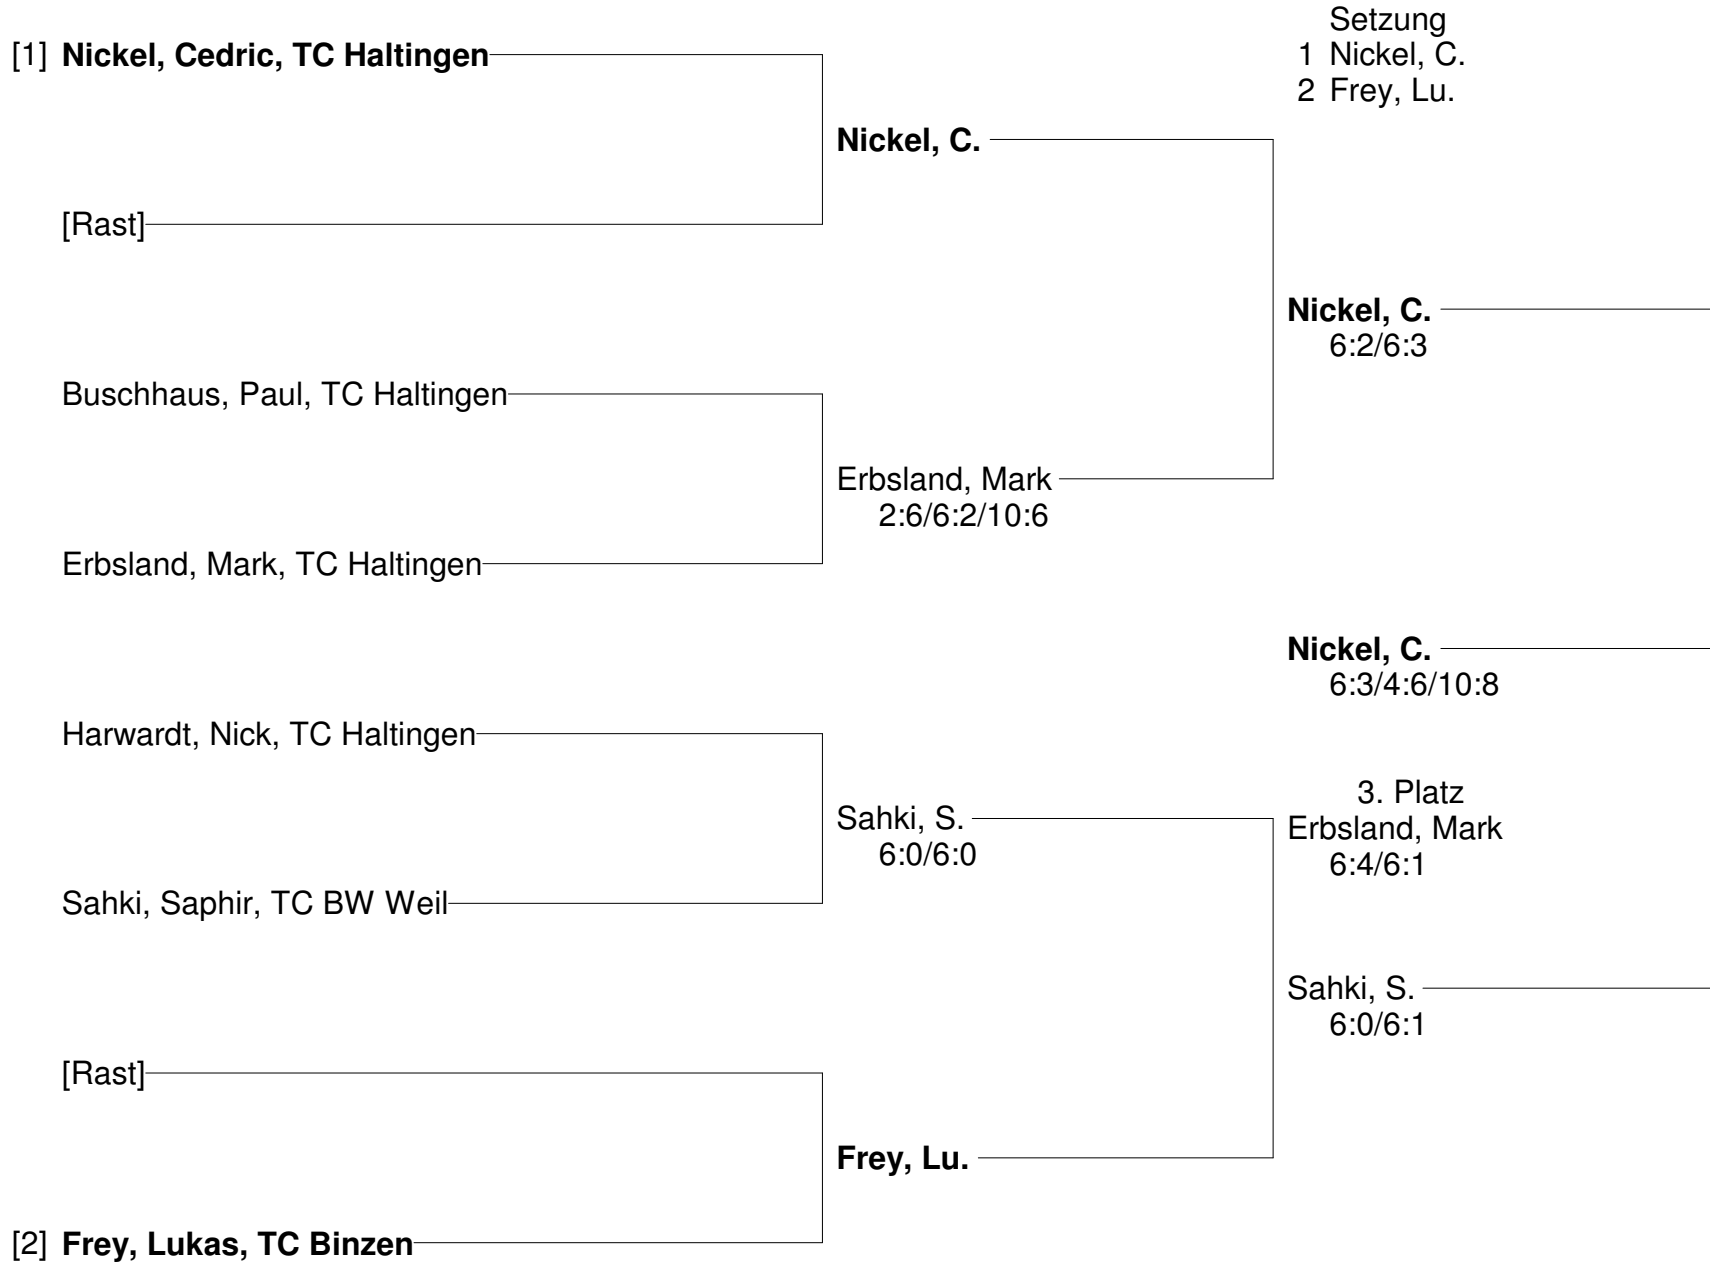 Setzung
[1] Nickel, Cedric, TC Haltingen
1 Nickel, C.
2 Frey, Lu.
Nickel, C.
[Rast]
Nickel, C.
6:2/6:3
Buschhaus, Paul, TC Haltingen
Erbsland, Mark
2:6/6:2/10:6
Erbsland, Mark, TC Haltingen
Nickel, C.
6:3/4:6/10:8
Harwardt, Nick, TC Haltingen
3. Platz
Sahki, S.
Erbsland, Mark
6:0/6:0
6:4/6:1
Sahki, Saphir, TC BW Weil
Sahki, S.
6:0/6:1
[Rast]
Frey, Lu.
[2] Frey, Lukas, TC Binzen